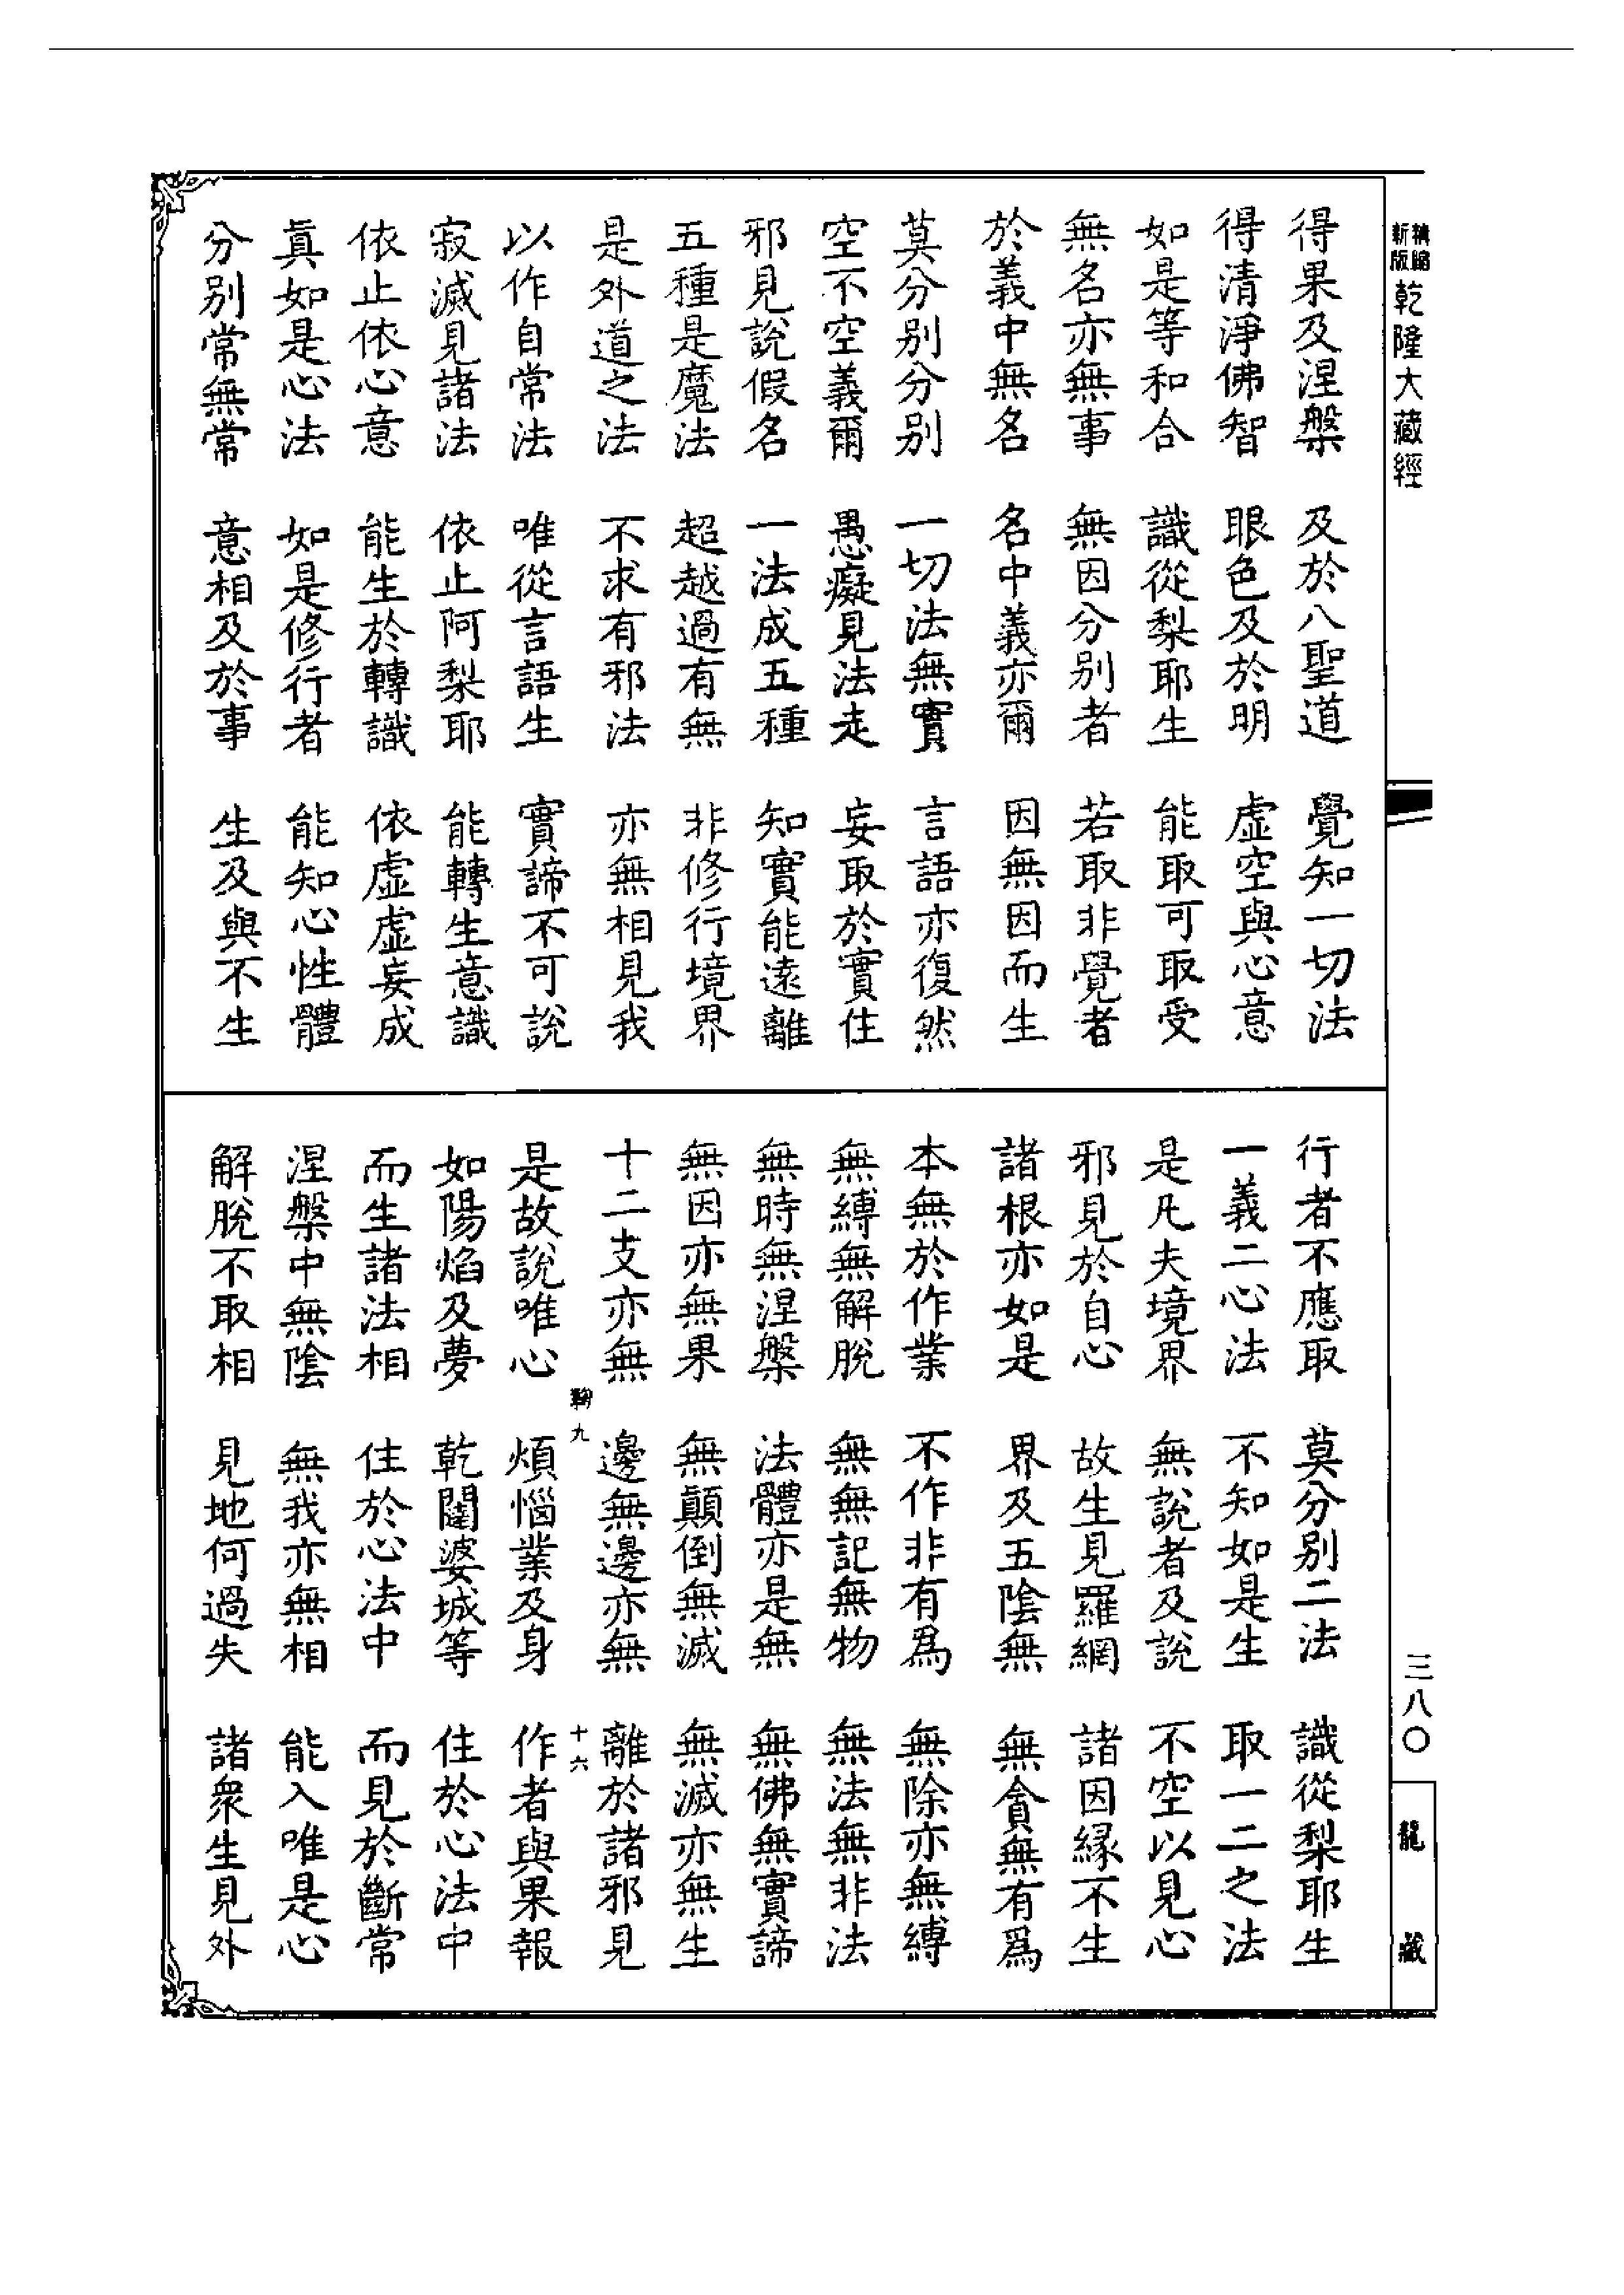 精縮新版乾隆大藏經
得果及涅槃　及於八聖道　覺知一切法
得清淨佛智　眼色及於明　虛空與心意
如是等和合　識從梨耶生　能取可取受
無名亦無事　無因分別者　若取非覺者
於義中無名　名中義亦爾　因無因而生
莫分別分別　一切法無實　言語亦復然
空不空義爾　愚癡見法走　妄取於實住
邪見說假名　一法成五種　知實能遠離
五種是魔法　超越過有無　非修行境界
是外道之法　不求有邪法　亦無相見我
以作自常法　唯從言語生　實諦不可說
寂滅見諸法　依止阿梨耶　能轉生意識
依止依心意　能生於轉識　依虛虛妄成
真如是心法　如是修行者　能知心性體
分別常無常　意相及於事　生及與不生
行者不應取　莫分別二法　識從梨耶生
一義二心法　不知如是生　取一二之法
是凡夫境界　無說者及說　不空以見心
邪見於自心　故生見羅網　諸因緣不生
諸根亦如是　界及五陰無　無貪無有為
本無於作業　不作非有為　無除亦無縛
無縛無解脫　無無記無物　無法無非法
無時無涅槃　法體亦是無　無佛無實諦
無因亦無果　無顛倒無滅　無滅亦無生
十二支亦無　邊無邊亦無　離於諸邪見
鞠九　十六
是故說唯心　煩惱業及身　作者與果報
如陽焰及夢　乾闥婆城等　住於心法中
而生諸法相　住於心法中　而見於斷常
涅槃中無陰　無我亦無相　能入唯是心
解脫不取相　見地何過失　諸眾生見外
三八〇
龍藏